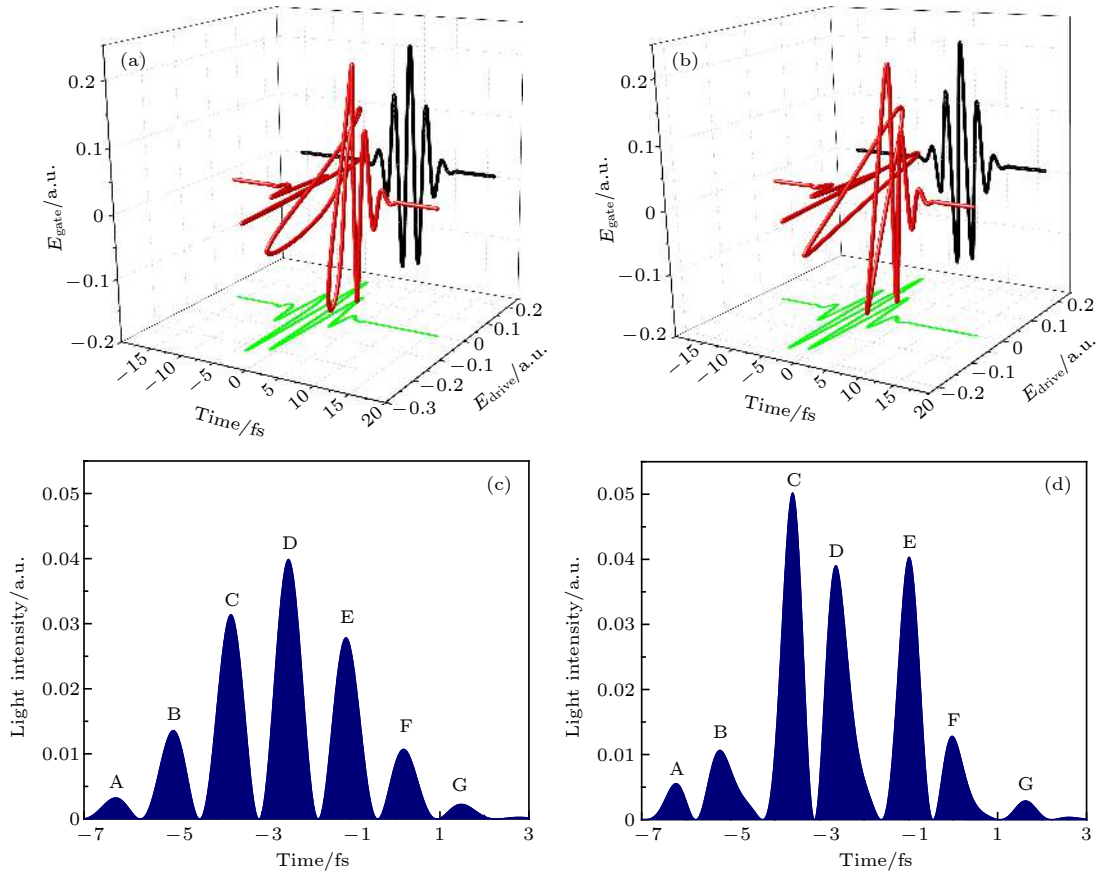 (a)
0.2
0.1
0
−0.1
−0.2
E_gate/a.u.
−15
−10
−5
0
5
10
15
20
Time/fs
0.2
0.1
0
−0.1
−0.2
−0.3
E_drive/a.u.
(b)
0.2
0.1
0
−0.1
−0.2
E_gate/a.u.
−15
−10
−5
0
5
10
15
20
Time/fs
0.2
0.1
0
−0.1
−0.2
E_drive/a.u.
(c)
0.05
0.04
0.03
0.02
0.01
0
Light intensity/a.u.
A
B
C
D
E
F
G
−7
−5
−3
−1
1
3
Time/fs
(d)
0.05
0.04
0.03
0.02
0.01
0
Light intensity/a.u.
A
B
C
D
E
F
G
−7
−5
−3
−1
1
3
Time/fs